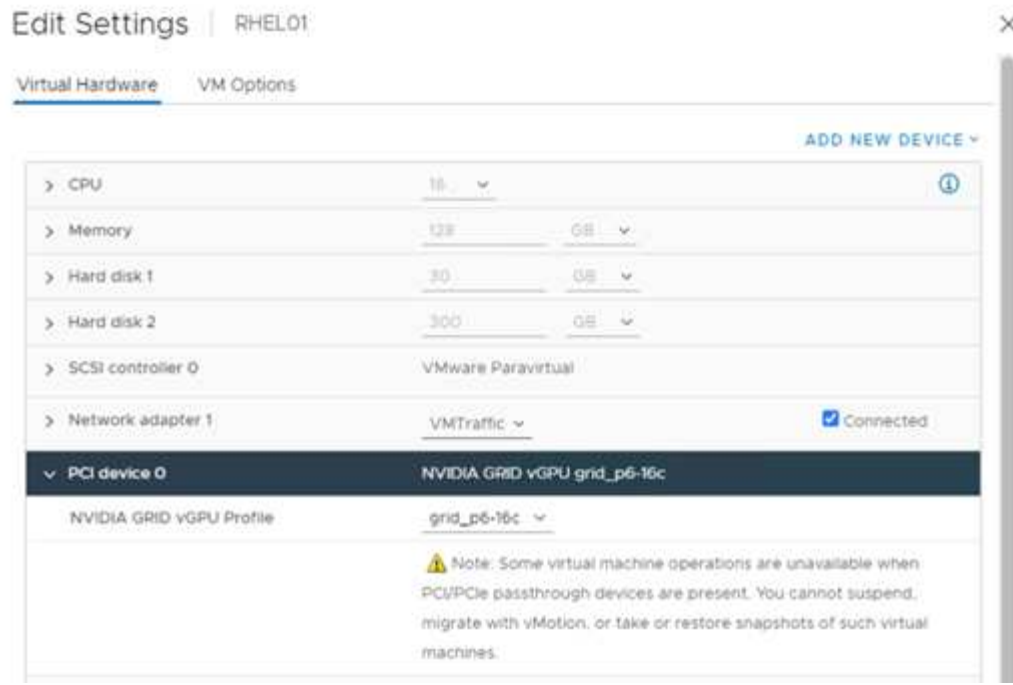 Edit Settings | RHEL01
Virtual Hardware VM Options
ADD NEW DEVICE
CPU 16
Memory 128 GB
Hard disk 1 30 GB
Hard disk 2 300 GB
SCSI controller 0 VMware Paravirtual
Network adapter 1 VMTraffic Connected
PCI device 0 NVIDIA GRID vGPU grid_p6-16c
NVIDIA GRID vGPU Profile grid_p6-16c
Note: Some virtual machine operations are unavailable when
PCI/PCIe passthrough devices are present. You cannot suspend,
migrate with vMotion, or take or restore snapshots of such virtual
machines.